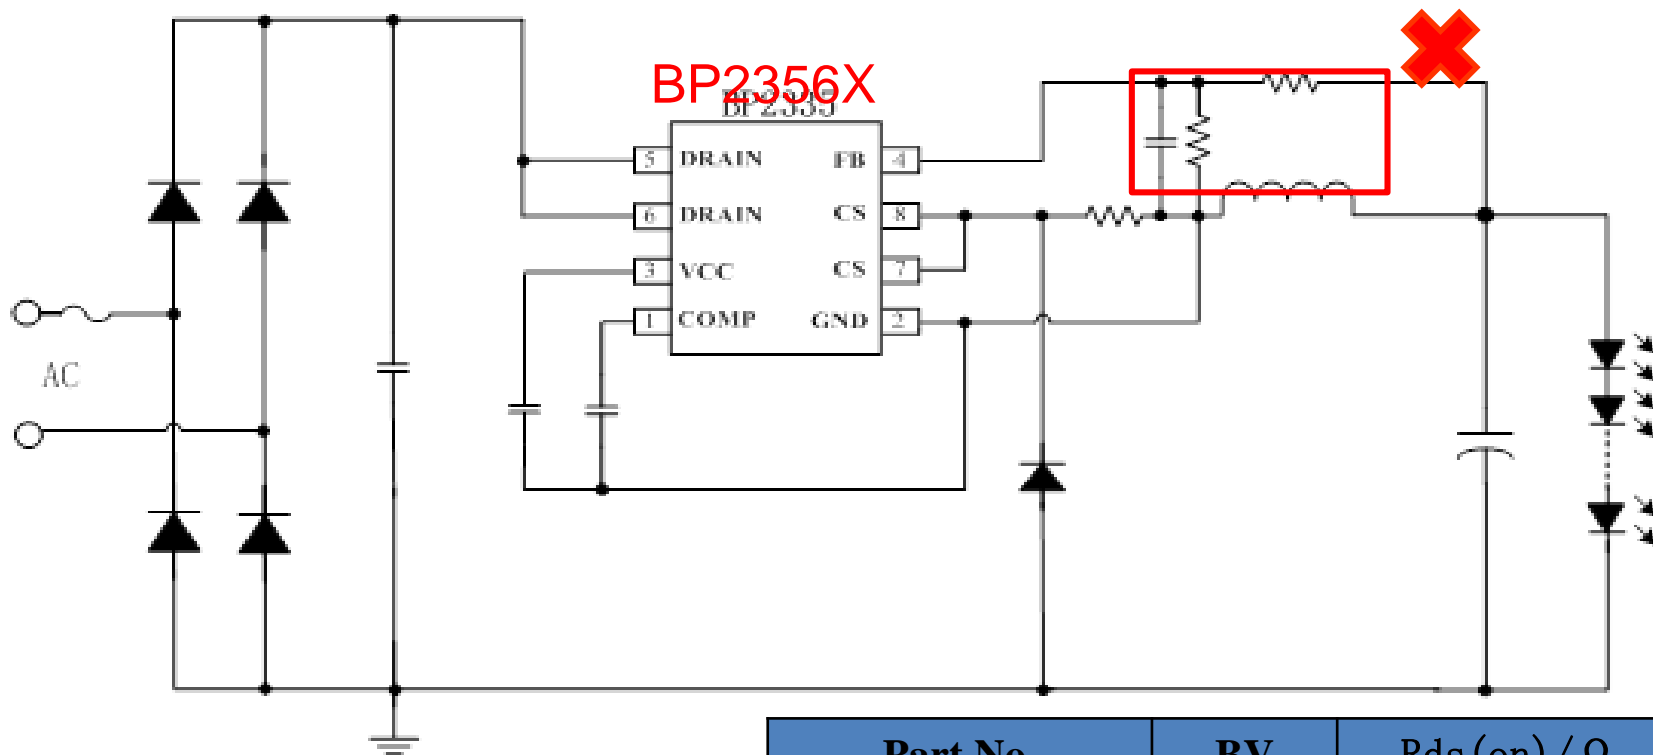 BP2356X
BP2335
5 DRAIN FB 4
6 DRAIN CS 8
3 VCC CS 7
1 COMP GND 2
AC
Part No BV Rds(on)/Ω